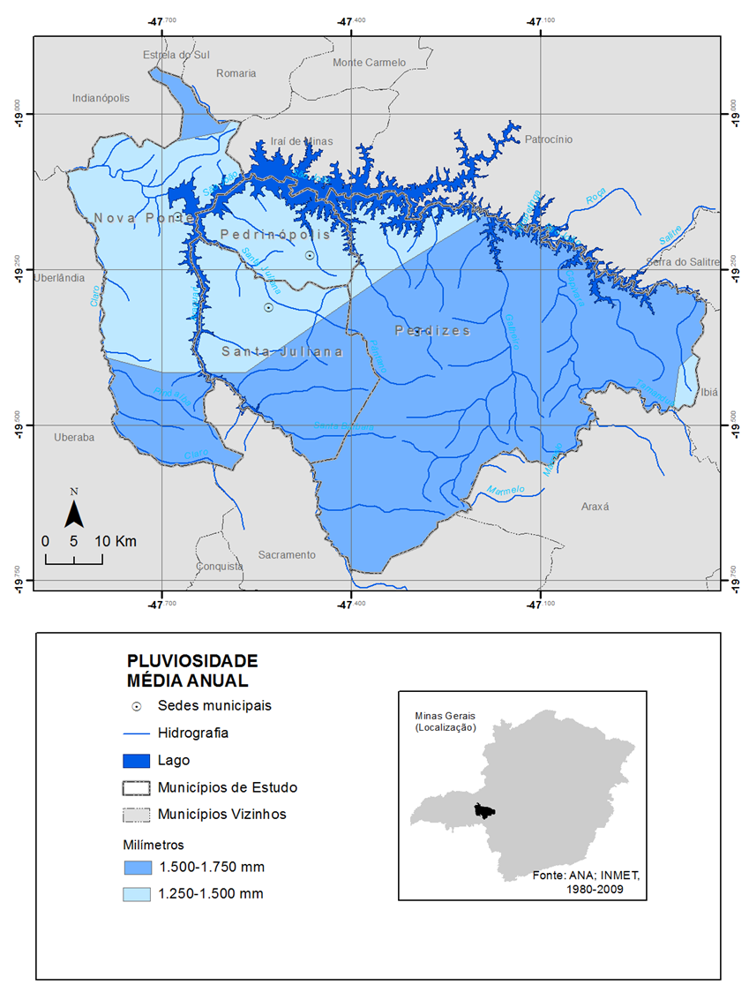 -47,700
-47,400
-47,100
Estrela do Sul
Monte Carmelo
Romaria
Indianópolis
-19,000
-19,000
Iraí de Minas
Patrocínio
Roça
Nova Ponte
Pedrinópolis
Salitre
Santa Juliana
-19,250
-19,250
Serra do Salitre
Uberlândia
Claro
Capivara
Galheiro
Perdizes
Santa Juliana
Ibiá
-19,500
-19,500
Uberaba
Claro
Marmelo
Araxá
N
0 5 10 Km
Sacramento
Conquista
-19,750
-19,750
-47,700
-47,400
-47,100
PLUVIOSIDADE
MÉDIA ANUAL
Sedes municipais
Hidrografia
Lago
Municípios de Estudo
Municípios Vizinhos
Milímetros
1.500-1.750 mm
1.250-1.500 mm
Minas Gerais
(Localização)
Fonte: ANA; INMET,
1980-2009